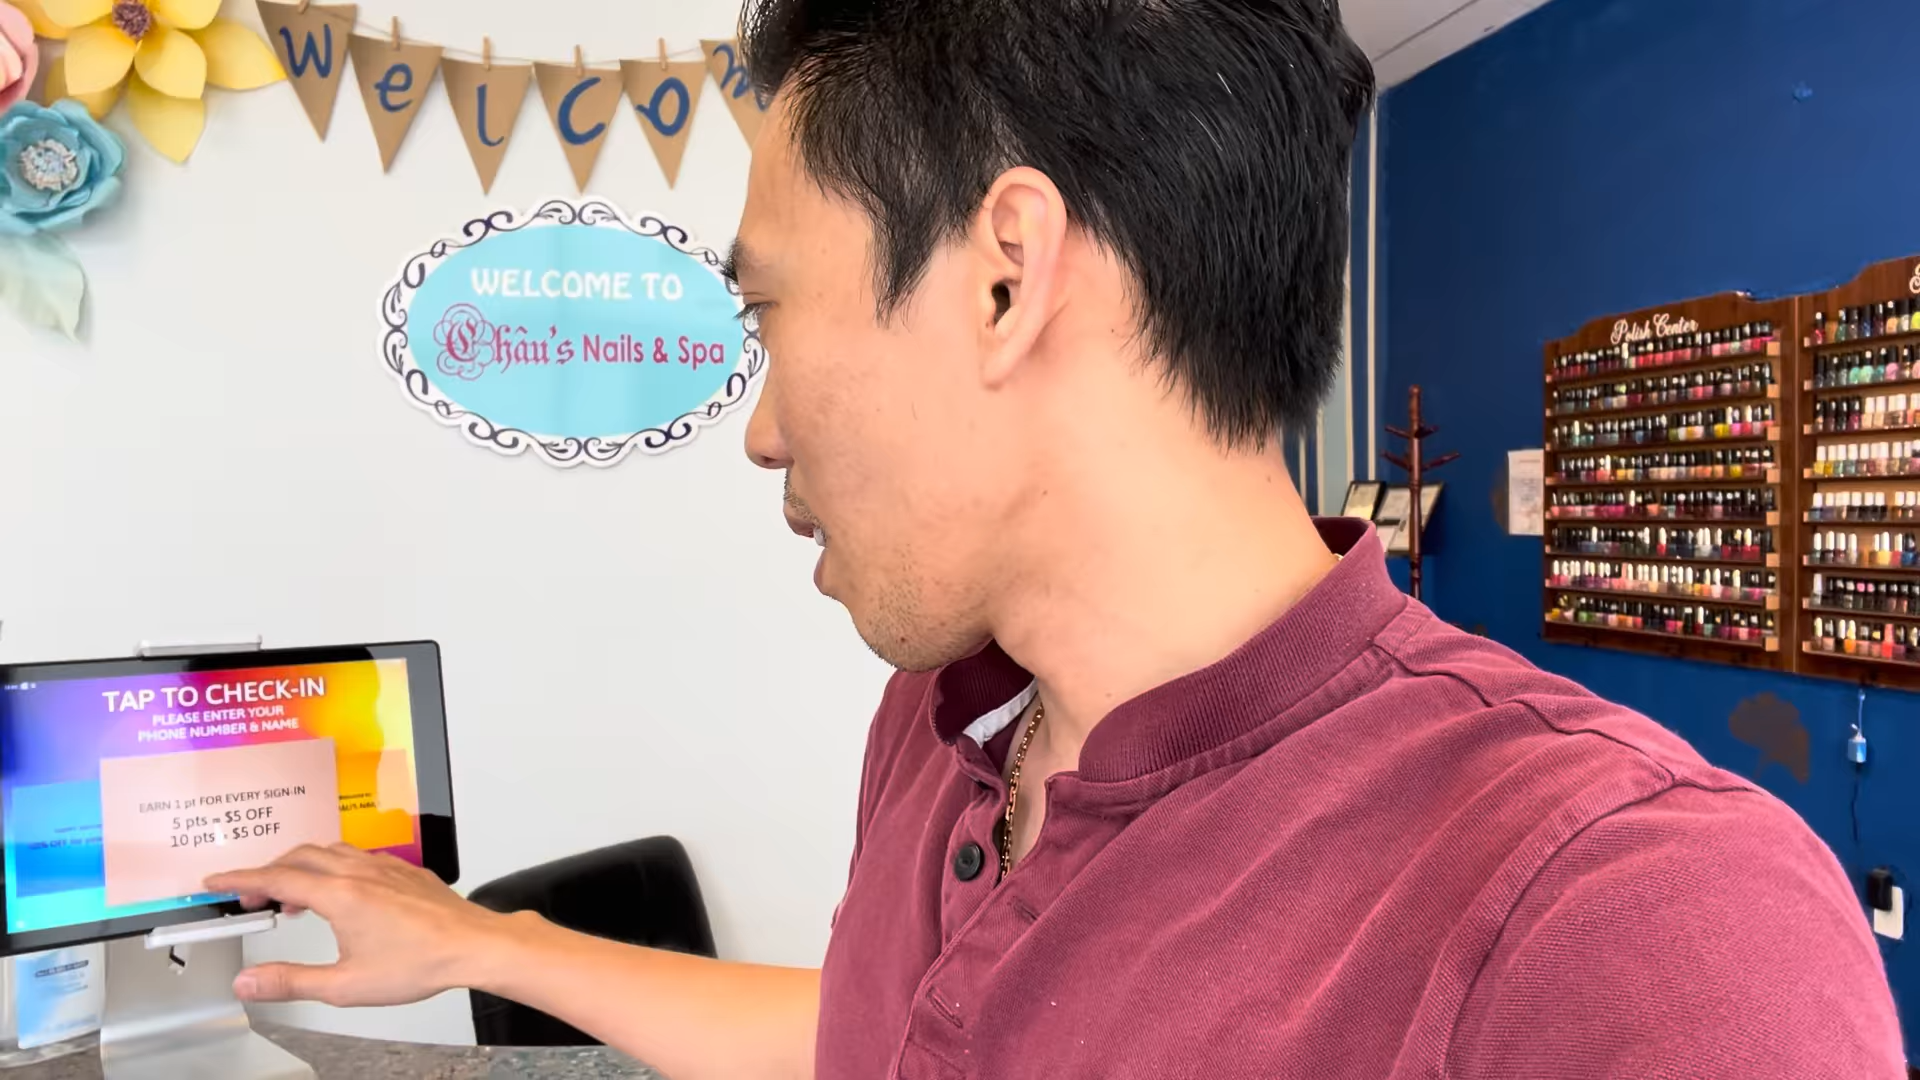 Welcom
WELCOME TO
Châu's Nails & Spa
Polish Center
TAP TO CHECK-IN
PLEASE ENTER YOUR
PHONE NUMBER & NAME
EARN 1 pt FOR EVERY SIGN-IN
5 pts = $5 OFF
10 pts = $5 OFF